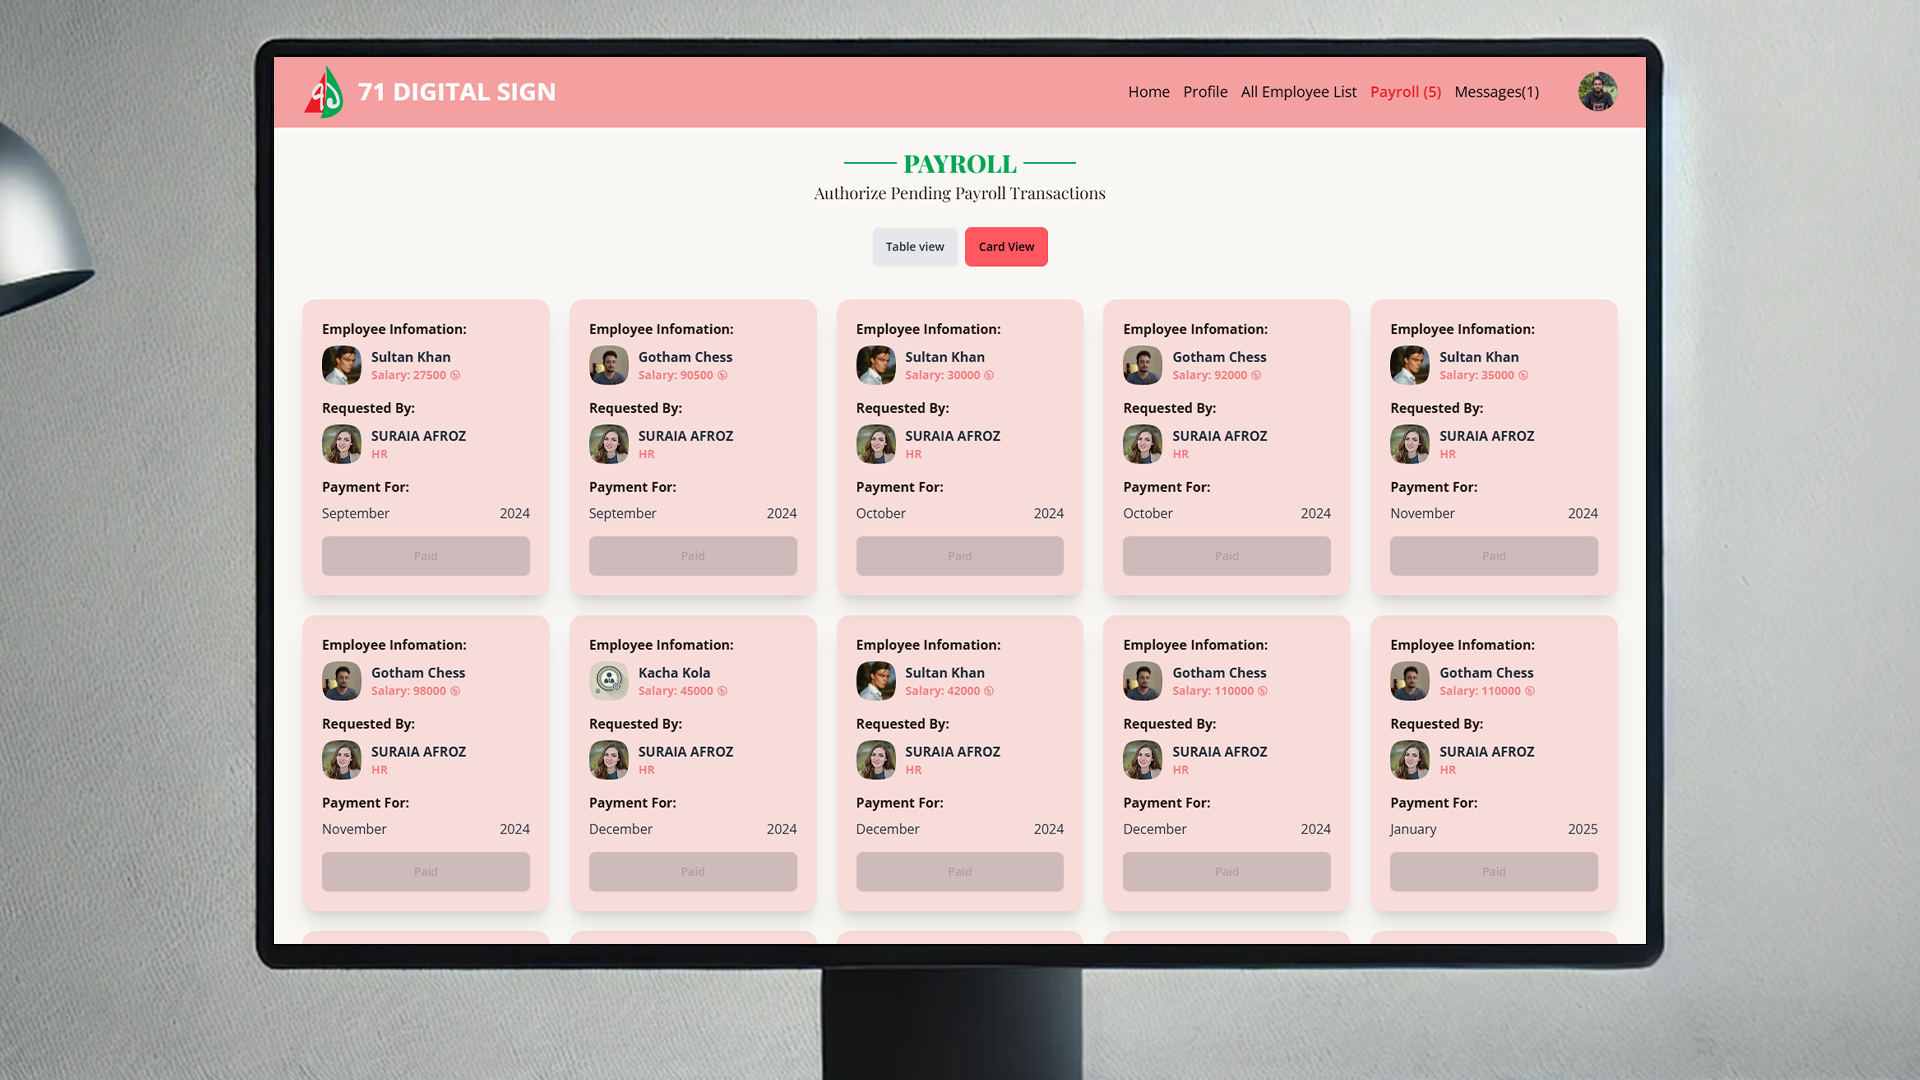 71 DIGITAL SIGN
Home Profile All Employee List Payroll (5) Messages(1)
PAYROLL
Authorize Pending Payroll Transactions
Table view Card View
Employee Infomation:
Sultan Khan
Salary: 27500
Requested By:
SURAIA AFROZ
HR
Payment For:
September 2024
Paid
Employee Infomation:
Gotham Chess
Salary: 90500
Requested By:
SURAIA AFROZ
HR
Payment For:
September 2024
Paid
Employee Infomation:
Sultan Khan
Salary: 30000
Requested By:
SURAIA AFROZ
HR
Payment For:
October 2024
Paid
Employee Infomation:
Gotham Chess
Salary: 92000
Requested By:
SURAIA AFROZ
HR
Payment For:
October 2024
Paid
Employee Infomation:
Sultan Khan
Salary: 35000
Requested By:
SURAIA AFROZ
HR
Payment For:
November 2024
Paid
Employee Infomation:
Gotham Chess
Salary: 98000
Requested By:
SURAIA AFROZ
HR
Payment For:
November 2024
Paid
Employee Infomation:
Kacha Kola
Salary: 45000
Requested By:
SURAIA AFROZ
HR
Payment For:
December 2024
Paid
Employee Infomation:
Sultan Khan
Salary: 42000
Requested By:
SURAIA AFROZ
HR
Payment For:
December 2024
Paid
Employee Infomation:
Gotham Chess
Salary: 110000
Requested By:
SURAIA AFROZ
HR
Payment For:
December 2024
Paid
Employee Infomation:
Gotham Chess
Salary: 110000
Requested By:
SURAIA AFROZ
HR
Payment For:
January 2025
Paid